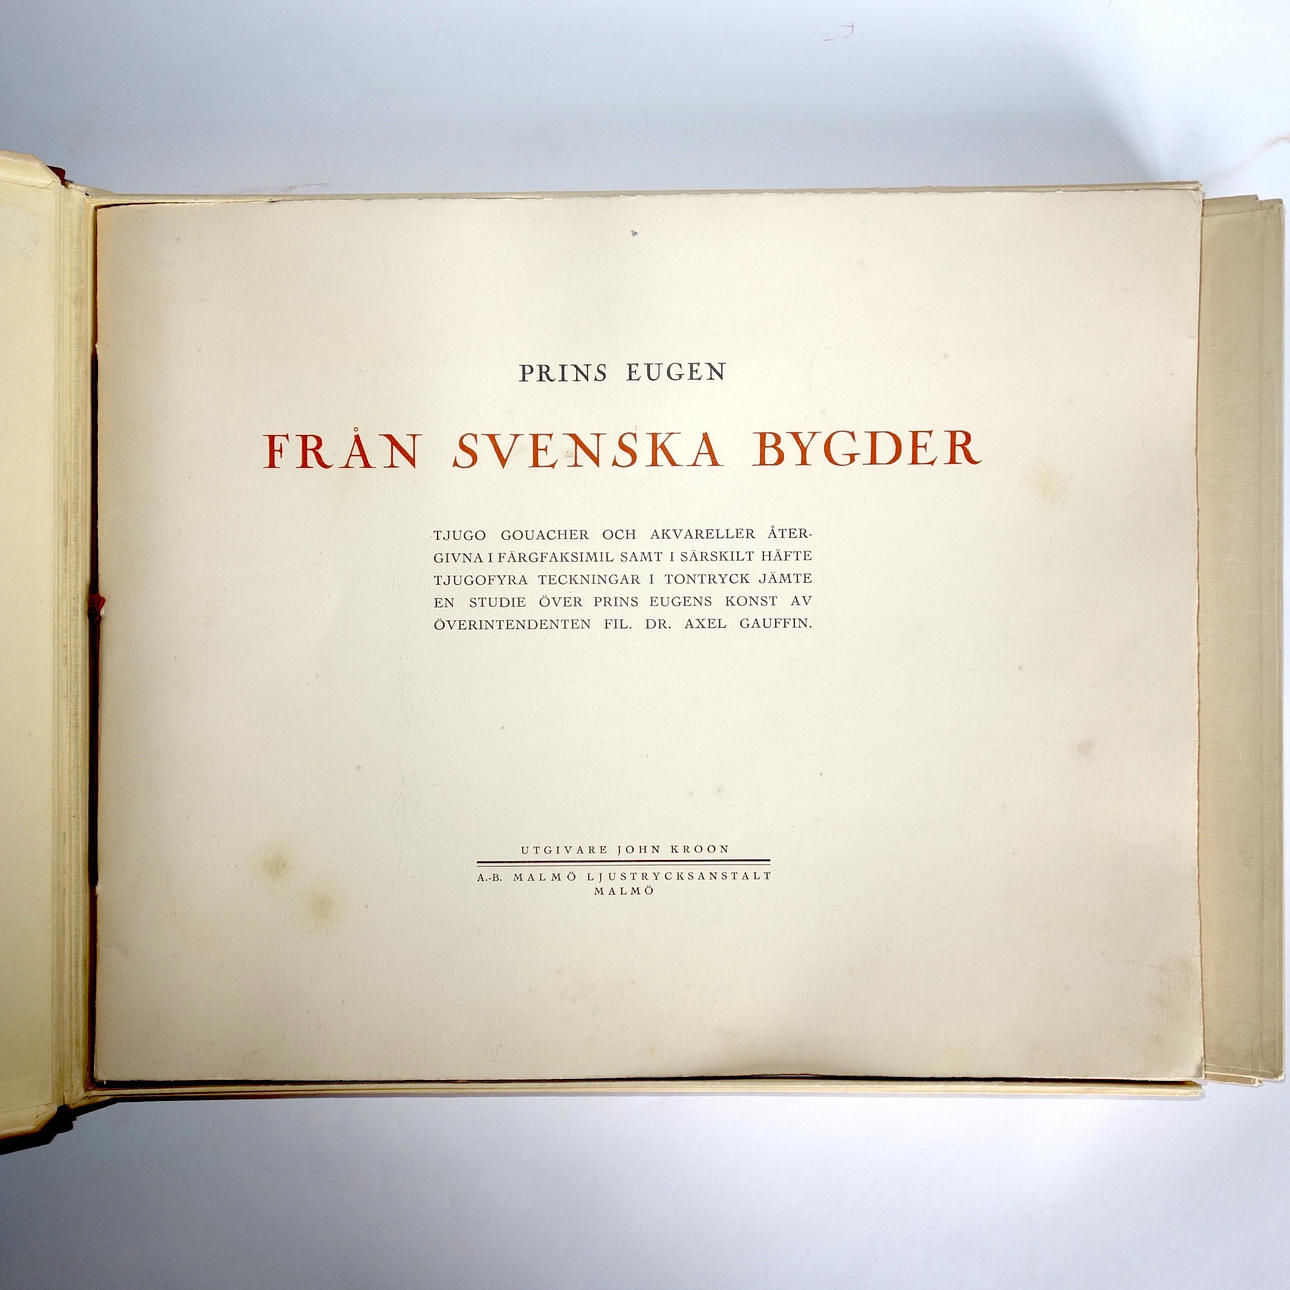 PRINS EUGEN
FRÅN SVENSKA BYGDER
TJUGO GOUACHER OCH AKVARELLER ÅTER-
GIVNA I FÄRGFAKSIMIL SAMT I SÄRSKILT HÄFTE
TJUGOFYRA TECKNINGAR I TONTRYCK JÄMTE
EN STUDIE ÖVER PRINS EUGENS KONST AV
ÖVERINTENDENTEN FIL. DR. AXEL GAUFFIN.
UTGIVARE JOHN KROON
A.-B. MALMÖ LJUSTRYCKSANSTALT
MALMÖ